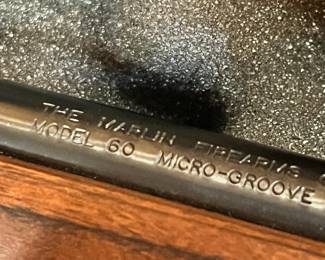 THE MARLIN FIREARMS
MODEL 60 MICRO-GROOVE